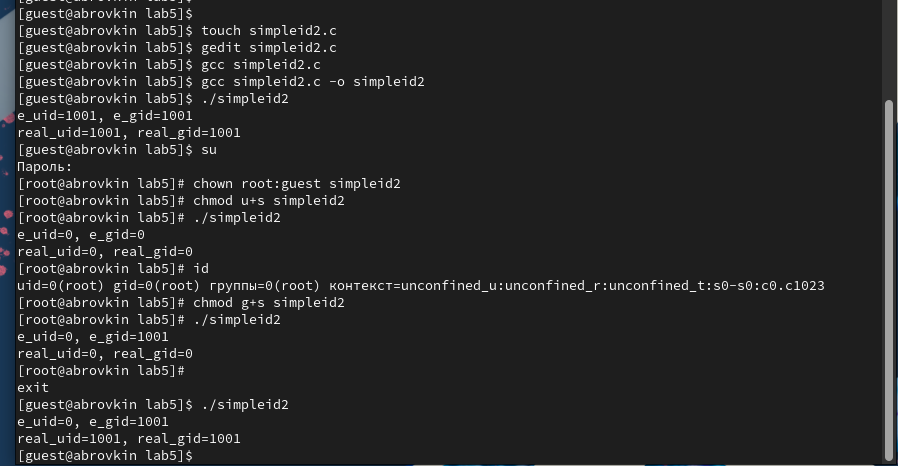 [guest@abrovkin lab5]$
[guest@abrovkin lab5]$ touch simpleid2.c
[guest@abrovkin lab5]$ gedit simpleid2.c
[guest@abrovkin lab5]$ gcc simpleid2.c
[guest@abrovkin lab5]$ gcc simpleid2.c -o simpleid2
[guest@abrovkin lab5]$ ./simpleid2
e_uid=1001, e_gid=1001
real_uid=1001, real_gid=1001
[guest@abrovkin lab5]$ su
Пароль:
[root@abrovkin lab5]# chown root:guest simpleid2
[root@abrovkin lab5]# chmod u+s simpleid2
[root@abrovkin lab5]# ./simpleid2
e_uid=0, e_gid=0
real_uid=0, real_gid=0
[root@abrovkin lab5]# id
uid=0(root) gid=0(root) группы=0(root) контекст=unconfined_u:unconfined_r:unconfined_t:s0-s0:c0.c1023
[root@abrovkin lab5]# chmod g+s simpleid2
[root@abrovkin lab5]# ./simpleid2
e_uid=0, e_gid=1001
real_uid=0, real_gid=0
[root@abrovkin lab5]#
exit
[guest@abrovkin lab5]$ ./simpleid2
e_uid=0, e_gid=1001
real_uid=1001, real_gid=1001
[guest@abrovkin lab5]$